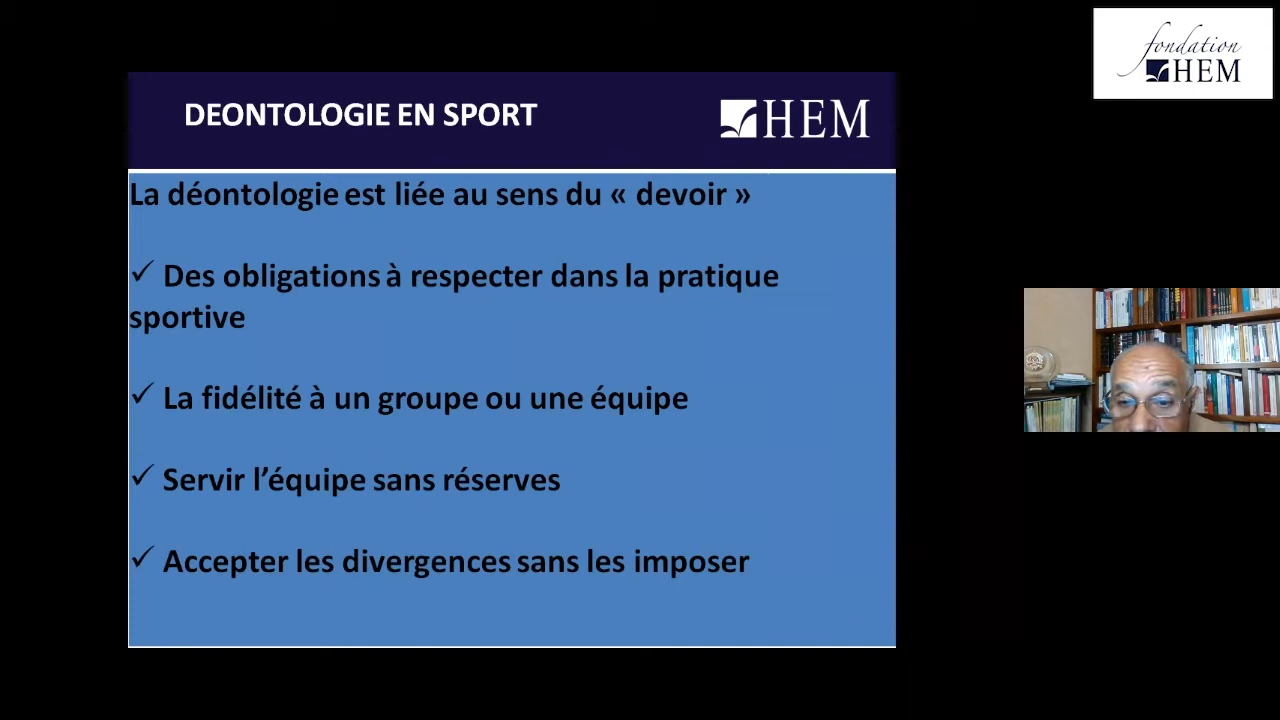 fondation
HEM
DEONTOLOGIE EN SPORT
HEM
La déontologie est liée au sens du « devoir »
✓ Des obligations à respecter dans la pratique
sportive
✓ La fidélité à un groupe ou une équipe
✓ Servir l’équipe sans réserves
✓ Accepter les divergences sans les imposer